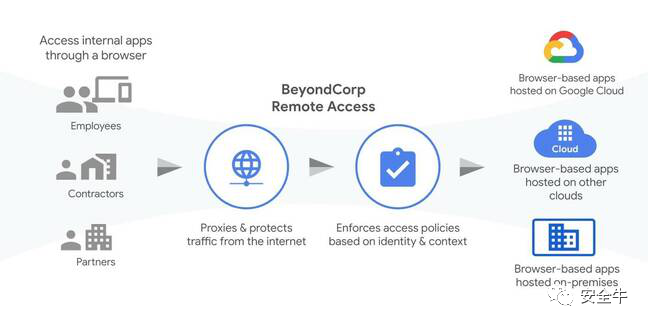 Access internal apps
through a browser
Employees
Contractors
Partners
BeyondCorp
Remote Access
Proxies & protects
traffic from the internet
Enforces access policies
based on identity & context
Browser-based apps
hosted on Google Cloud
Cloud
Browser-based apps
hosted on other
clouds
Browser-based apps
hosted on-premises
安全牛